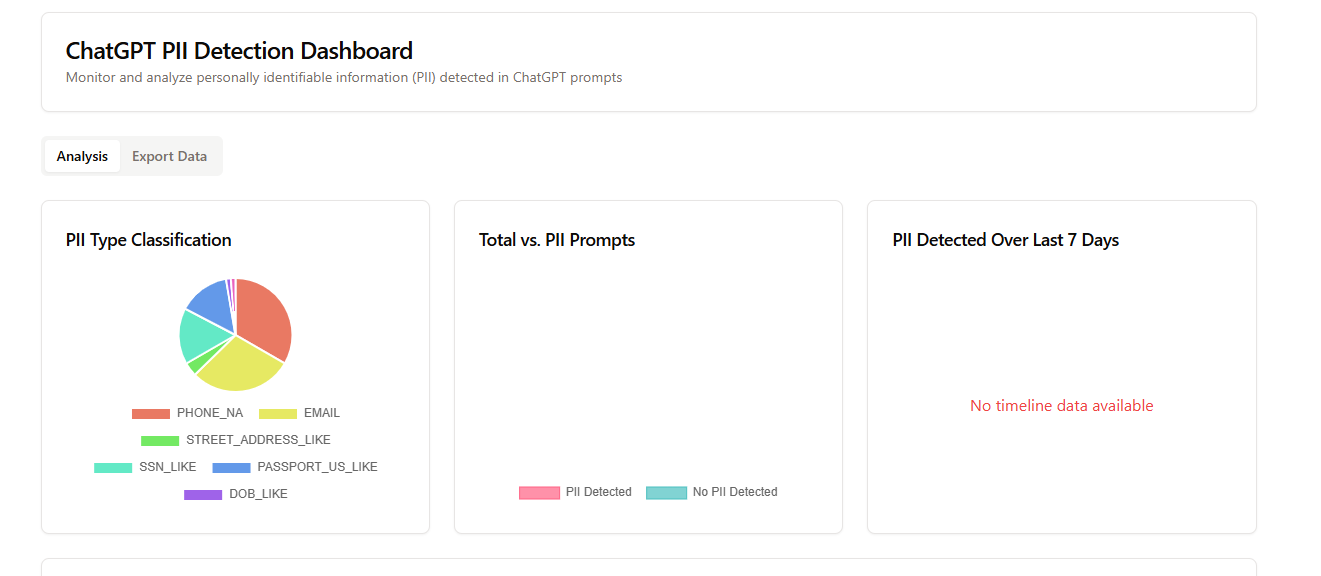 ChatGPT PII Detection Dashboard
Monitor and analyze personally identifiable information (PII) detected in ChatGPT prompts
Analysis Export Data
PII Type Classification
PHONE_NA EMAIL
STREET_ADDRESS_LIKE
SSN_LIKE PASSPORT_US_LIKE
DOB_LIKE
Total vs. PII Prompts
PII Detected No PII Detected
PII Detected Over Last 7 Days
No timeline data available